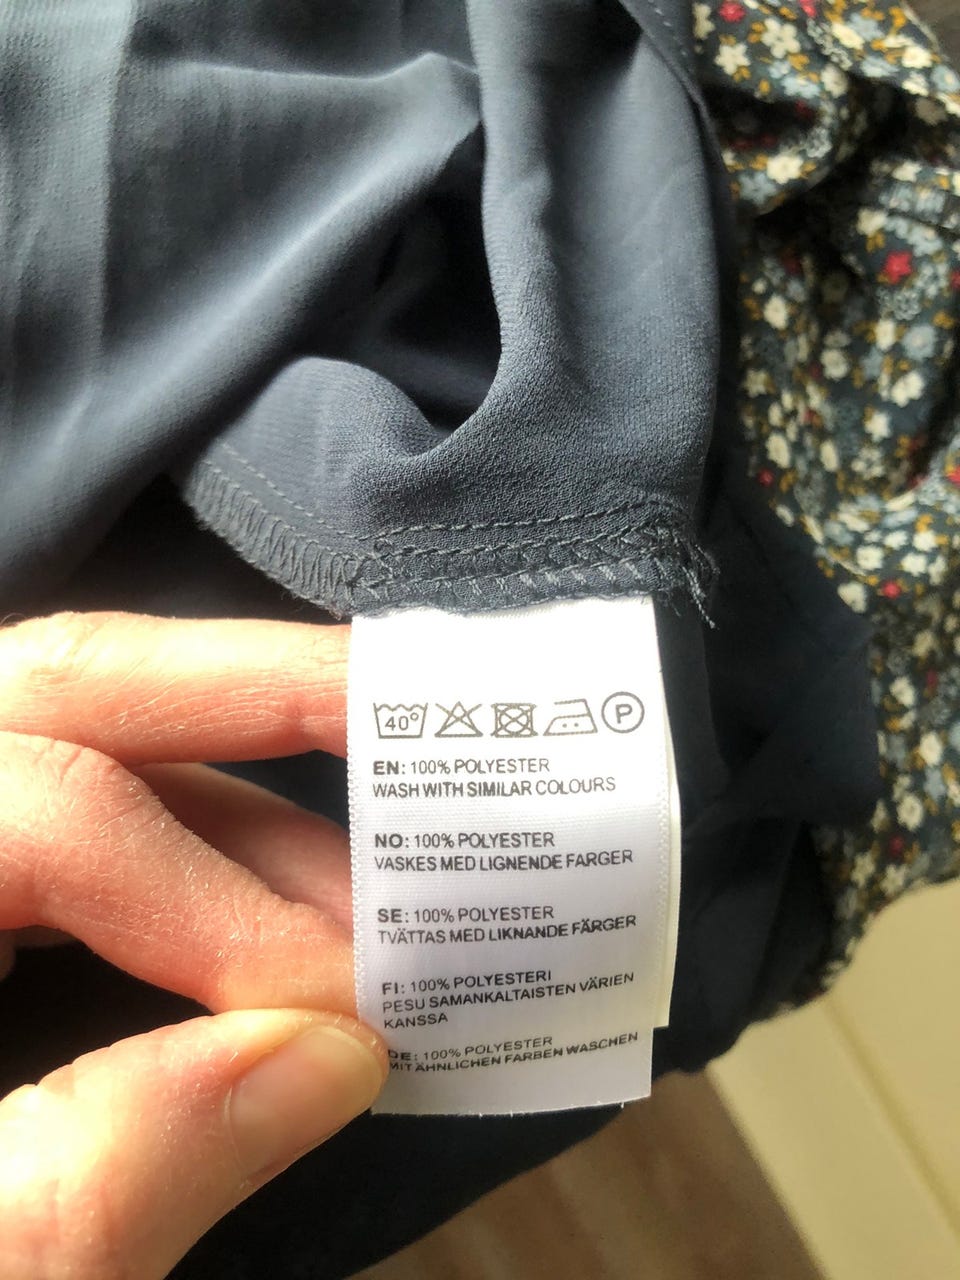 40° P
EN: 100% POLYESTER
WASH WITH SIMILAR COLOURS
NO: 100% POLYESTER
VASKES MED LIGNENDE FARGER
SE: 100% POLYESTER
TVÄTTAS MED LIKNANDE FÄRGER
FI: 100% POLYESTERI
PESU SAMANKALTAISTEN VÄRIEN
KANSSA
DE: 100% POLYESTER
MIT ÄHNLICHEN FARBEN WASCHEN